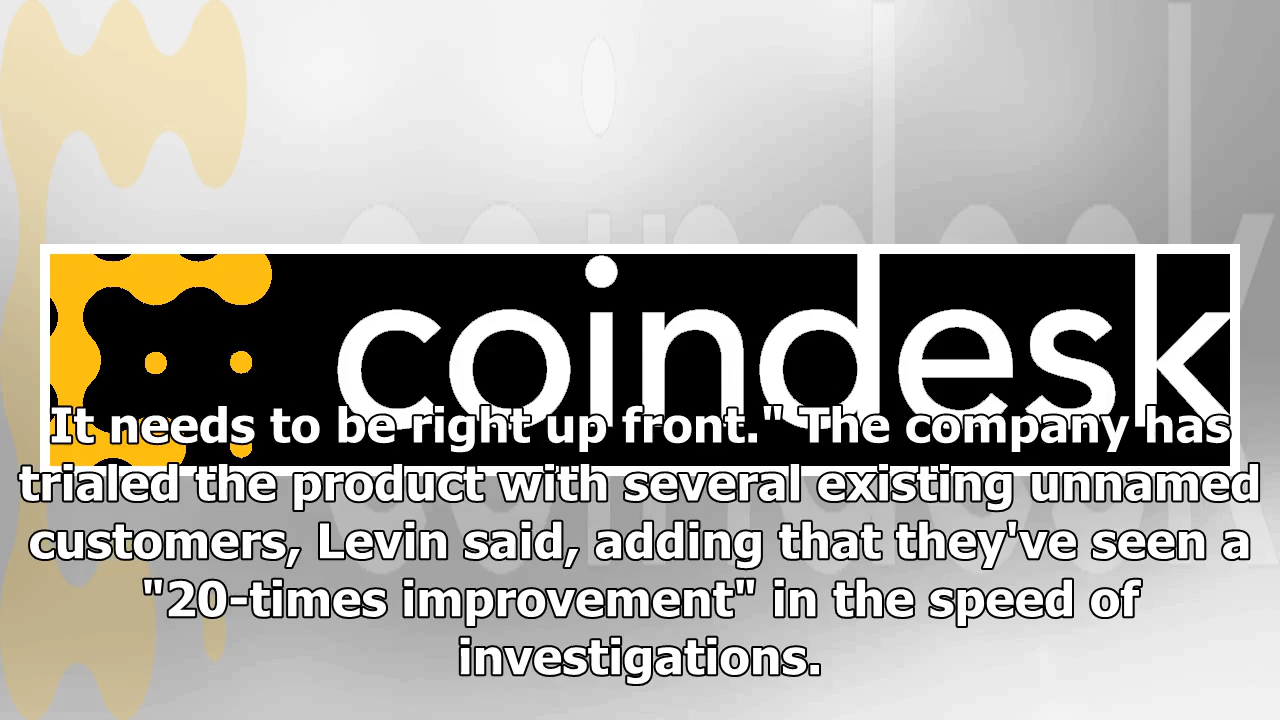 coindesk
It needs to be right up front." The company has
trialed the product with several existing unnamed
customers, Levin said, adding that they've seen a
"20-times improvement" in the speed of
investigations.